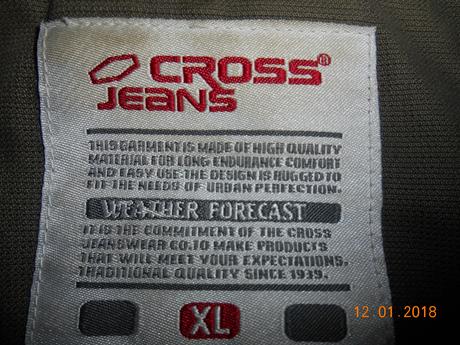 CROSS®
JEANS
THIS GARMENT IS MADE OF HIGH QUALITY
MATERIAL FOR LONG ENDURANCE COMFORT
AND EASY USE THE DESIGN IS RUGGED TO
FIT THE NEEDS OF URBAN PERFECTION.
WEATHER FORECAST
IT IS THE COMMITMENT OF THE CROSS
JEANSWEAR CO.TO MAKE PRODUCTS
THAT WILL MEET YOUR EXPECTATIONS.
TRADITIONAL QUALITY SINCE 1939.
XL
12.01.2018